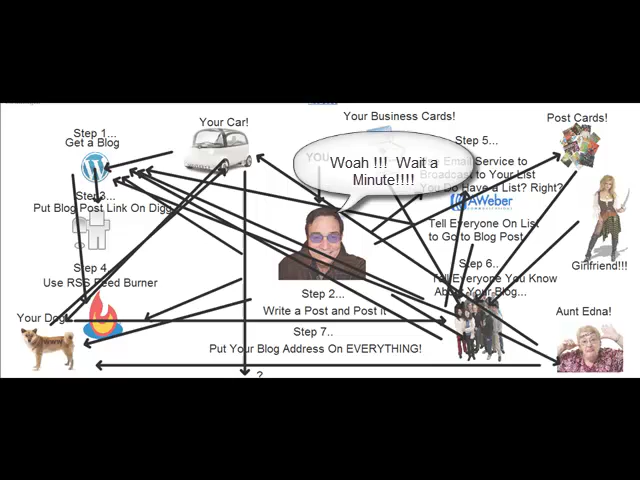 Your Car!
Your Business Cards!
Post Cards!
Step 1...
Get a Blog
YOU
Woah !!! Wait a
Minute!!!!
Step 5...
Email Service to
Broadcast to Your List
You Do Have a List? Right?
AWeber
Step3...
Put Blog Post Link On Digg
Tell Everyone On List
to Go to Blog Post
Girlfriend!!!
Step 4
Use RSS Feed Burner
Step 6...
Tell Everyone You Know
About Your Blog...
Step 2...
Write a Post and Post it
Your Dog
Aunt Edna!
www
Step 7..
Put Your Blog Address On EVERYTHING!
?